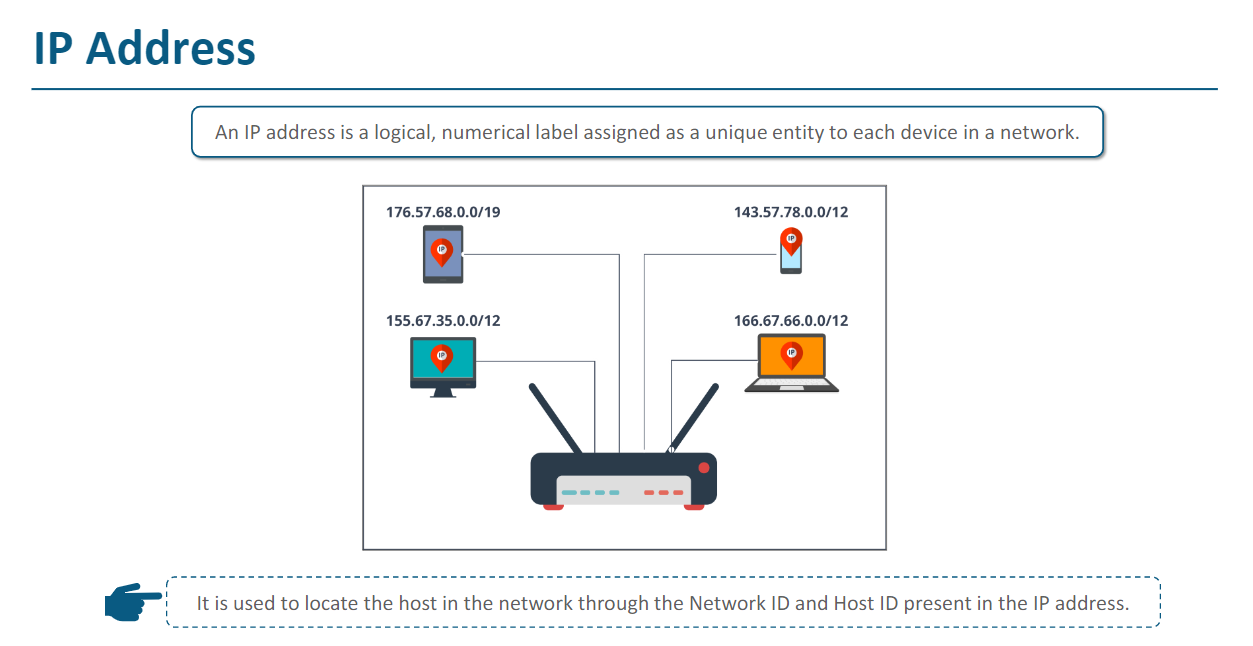 IP Address
An IP address is a logical, numerical label assigned as a unique entity to each device in a network.
176.57.68.0.0/19
143.57.78.0.0/12
IP
IP
155.67.35.0.0/12
166.67.66.0.0/12
IP
IP
It is used to locate the host in the network through the Network ID and Host ID present in the IP address.